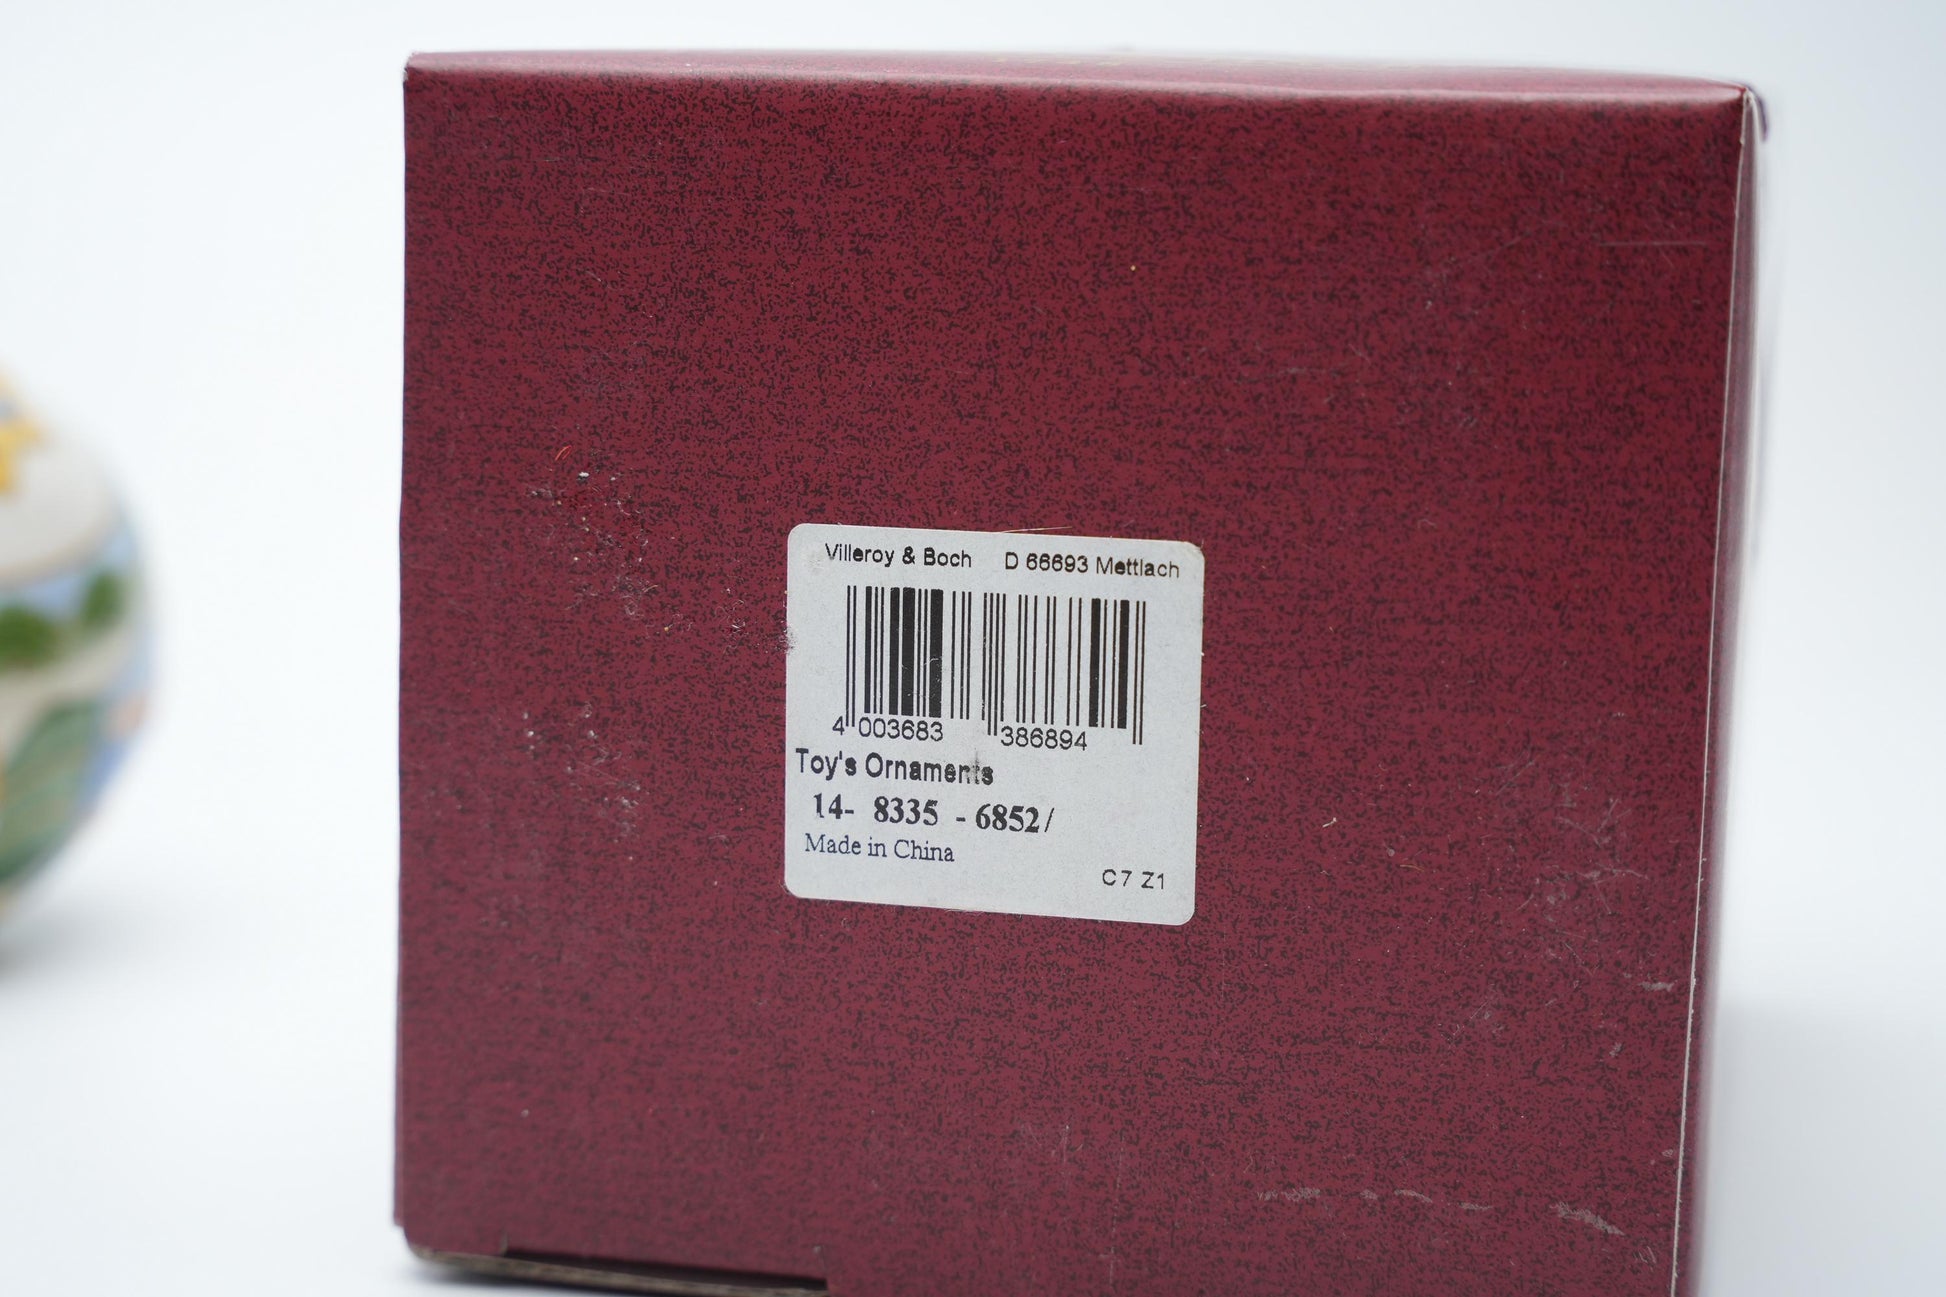 Villeroy & Boch D 66693 Mettlach
4 003683 386894
Toy's Ornaments
14- 8335 - 6852/
Made in China
C7 Z1